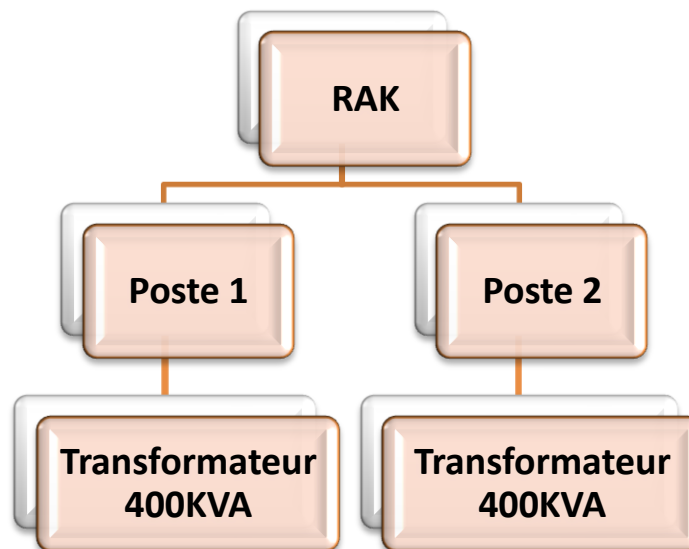 RAK
Poste 1
Poste 2
Transformateur
400KVA
Transformateur
400KVA